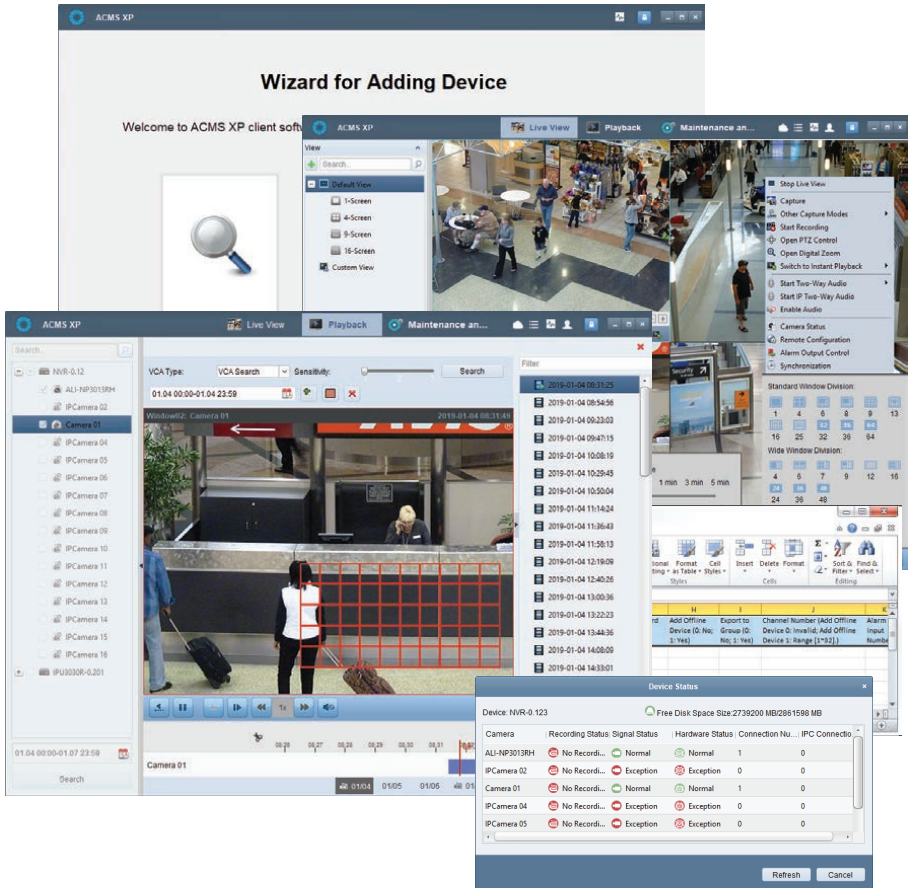 ACMS XP
Wizard for Adding Device
Welcome to ACMS XP client
ACMS XP
Live View
Playback
Maintenance an...
View
Search...
Default View
1-Screen
4-Screen
9-Screen
16-Screen
Custom View
Stop Live View
Capture
Other Capture Modes
Start Recording
Open PTZ Control
Open Digital Zoom
Switch to Instant Playback
Start Two-Way Audio
Start IP Two-Way Audio
Enable Audio
Camera Status
Remote Configuration
Alarm Output Control
Synchronization
Standard Window Division:
1 4 6 8 9 13
16 25 32 36 64
Wide Window Division:
4 6 7 9 12 16
24 36 48
Security
1 min 3 min 5 min
ACMS XP
Live View
Playback
Maintenance an...
Search...
NVR-0.12
ALI-NP3013RH
IPCamera 02
Camera 01
IPCamera 04
IPCamera 05
IPCamera 06
IPCamera 07
IPCamera 08
IPCamera 09
IPCamera 10
IPCamera 11
IPCamera 12
IPCamera 13
IPCamera 14
IPCamera 15
IPCamera 16
IPU3030R-0.201
01.04 00:00-01.07 23:59
Search
VCA Type: VCA Search Sensitivity: Search
01.04 00:00-01.04 23:59
Window02: Camera 01 2019-01-04 08:31:49
Filter
2019-01-04 08:31:25
2019-01-04 08:54:56
2019-01-04 09:23:03
2019-01-04 09:47:15
2019-01-04 10:08:19
2019-01-04 10:29:45
2019-01-04 10:50:04
2019-01-04 11:14:24
2019-01-04 11:36:43
2019-01-04 11:58:13
2019-01-04 12:19:09
2019-01-04 12:40:26
2019-01-04 13:00:36
2019-01-04 13:22:23
2019-01-04 13:44:36
2019-01-04 14:08:09
2019-01-04 14:33:01
1x
08:26 08:27 08:28 08:29 08:30 08:31
Camera 01
01/04 01/05 01/06
Format as Table
Cell Styles
Styles
Insert Delete Format
Cells
Sort & Filter
Find & Select
Editing
H I J K
Add Offline Export to Channel Number (Add Offline Alarm
Device (0: No; Group (0: Device 0: Invalid; Add Offline Input
1: Yes) No; 1: Yes) Device 1: Range [1~32].)
Device Status
Device: NVR-0.123 Free Disk Space Size:2739200 MB/2861598 MB
Camera Recording Status Signal Status Hardware Status Connection Nu... IPC Connectio
ALI-NP3013RH No Recordi... Normal Normal 1 0
IPCamera 02 No Recordi... Exception Exception 0 0
Camera 01 No Recordi... Normal Normal 1 0
IPCamera 04 No Recordi... Exception Exception 0 0
IPCamera 05 No Recordi... Exception Exception 0 0
Refresh Cancel